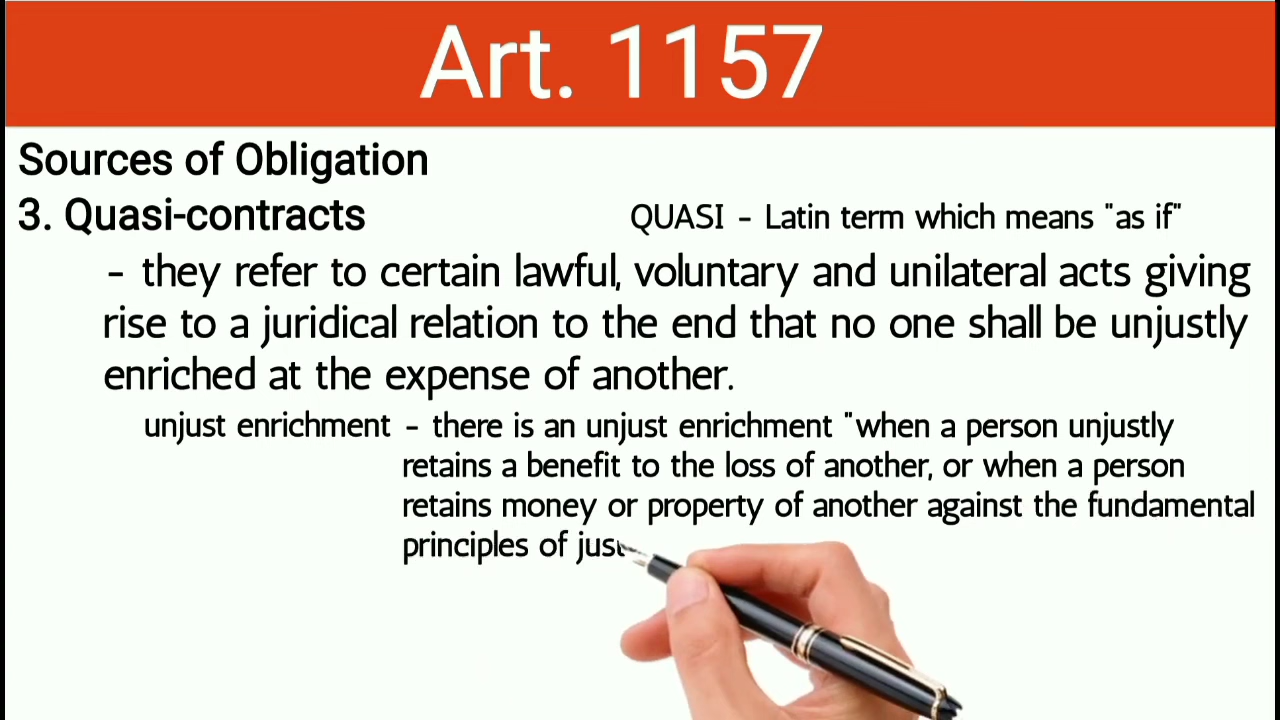 Art. 1157
Sources of Obligation
3. Quasi-contracts QUASI - Latin term which means "as if"
- they refer to certain lawful, voluntary and unilateral acts giving
rise to a juridical relation to the end that no one shall be unjustly
enriched at the expense of another.
unjust enrichment - there is an unjust enrichment "when a person unjustly
retains a benefit to the loss of another, or when a person
retains money or property of another against the fundamental
principles of just